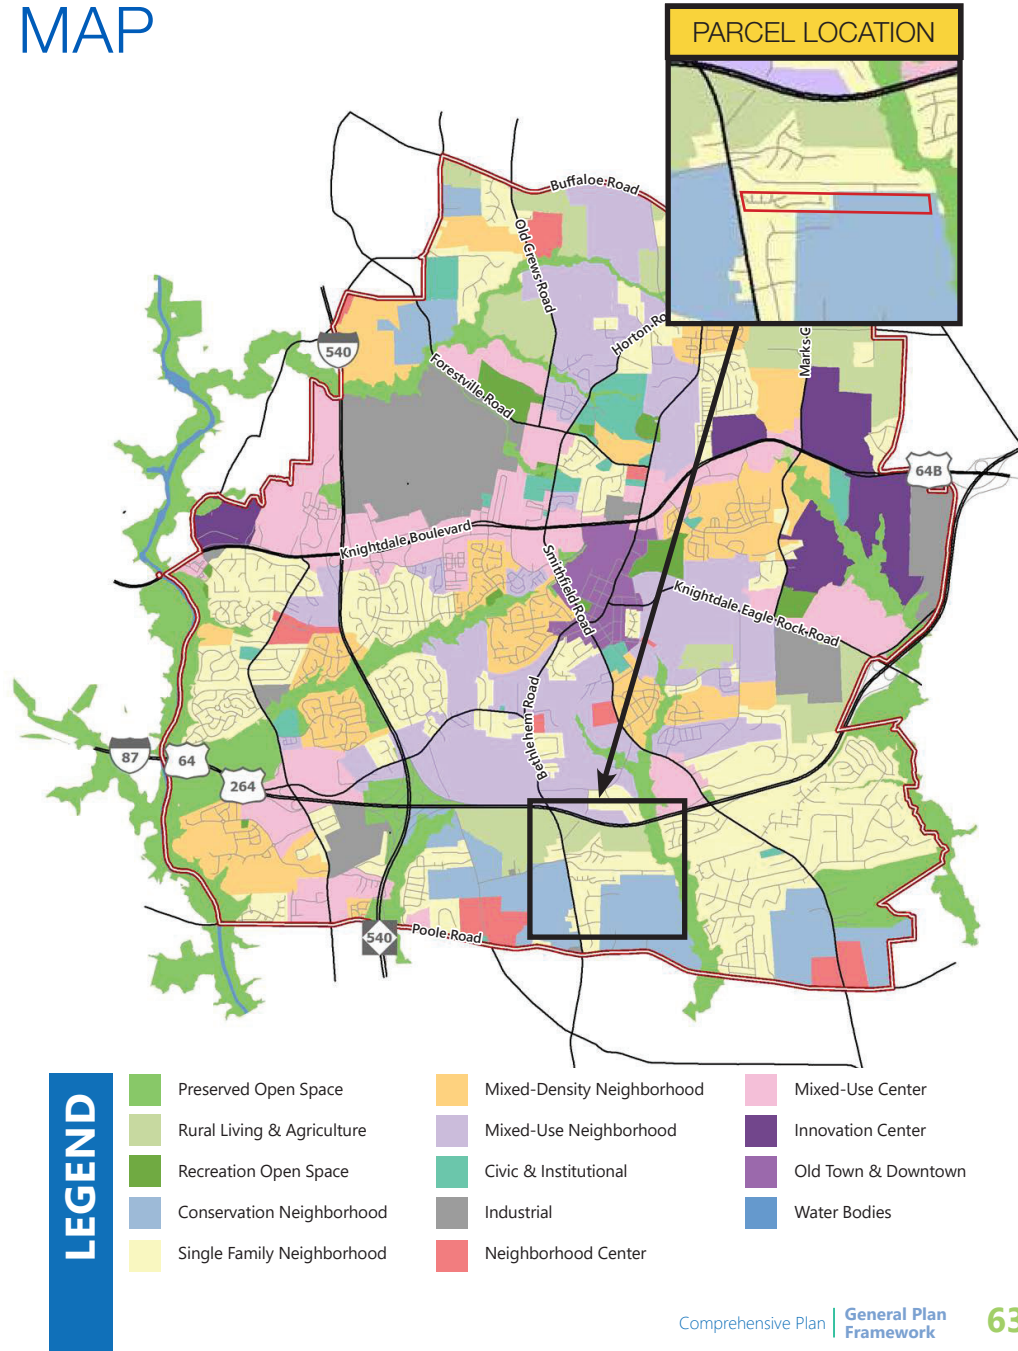 MAP
PARCEL LOCATION
Buffaloe Road
Old Crews Road
Horton Ro
Marks C
540
Forestville Road
64B
Knightdale Boulevard
Smithfield Road
Knightdale Eagle Rock Road
Bethlehem Road
87
64
264
540
Poole Road
LEGEND
Preserved Open Space
Rural Living & Agriculture
Recreation Open Space
Conservation Neighborhood
Single Family Neighborhood
Mixed-Density Neighborhood
Mixed-Use Neighborhood
Civic & Institutional
Industrial
Neighborhood Center
Mixed-Use Center
Innovation Center
Old Town & Downtown
Water Bodies
Comprehensive Plan
General Plan
Framework
63